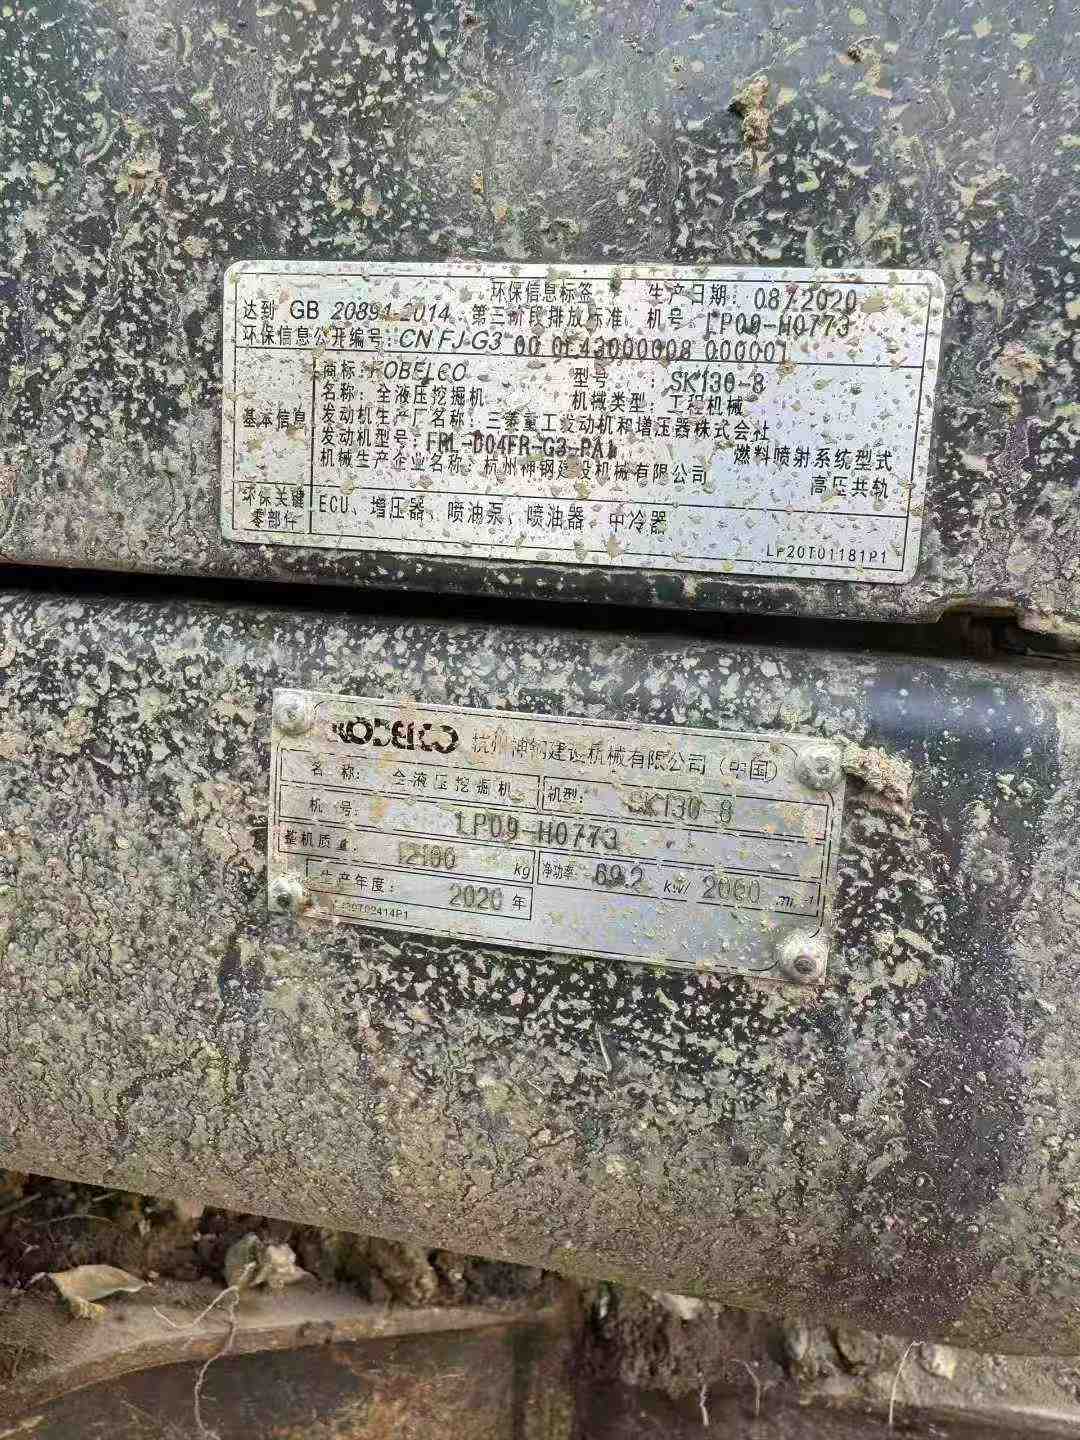 环保信息标签 生产日期: 08.2020
达到 GB 20891-2014 第三阶段排放标准 机号: LP09-H0773
环保信息公开编号: CN FJ G3 00 0L43000008 000001
基本信息
商标: KOBELCO 型号: SK130-8
名称: 全液压挖掘机 机械类型: 工程机械
发动机生产厂名称: 三菱重工发动机和增压器株式会社
发动机型号: 燃料喷射系统型式
机械生产企业名称: 杭州神钢建设机械有限公司 高压共轨
环保关键零部件 ECU、增压器、喷油泵、喷油器、中冷器
LP20T01181P1
KOBELCO 杭州神钢建设机械有限公司 (中国)
名称: 全液压挖掘机 机型: SK130-8
机号: LP09-H0773
整机质量: 12100 kg 净功率 69.2 kw/ 2000 min⁻¹
生产年度: 2020 年